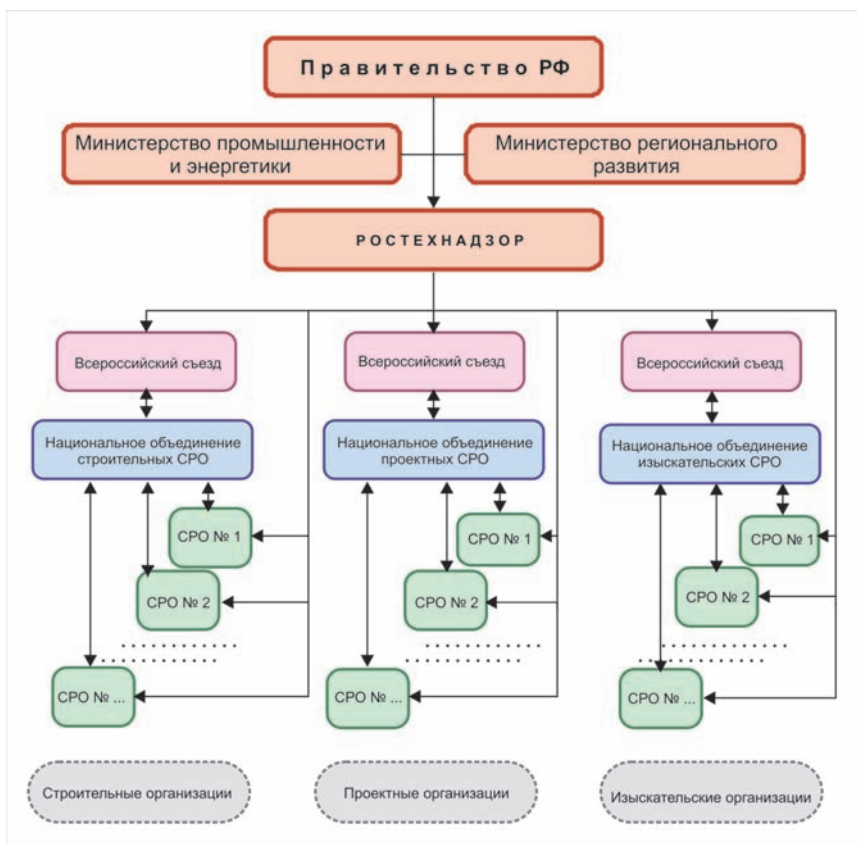 Правительство РФ
Министерство промышленности
и энергетики
Министерство регионального
развития
РОСТЕХНАДЗОР
Всероссийский съезд
Всероссийский съезд
Всероссийский съезд
Национальное объединение
строительных СРО
Национальное объединение
проектных СРО
Национальное объединение
изыскательских СРО
СРО № 1
СРО № 1
СРО № 1
СРО № 2
СРО № 2
СРО № 2
СРО № ...
СРО № ...
СРО № ...
Строительные организации
Проектные организации
Изыскательские организации